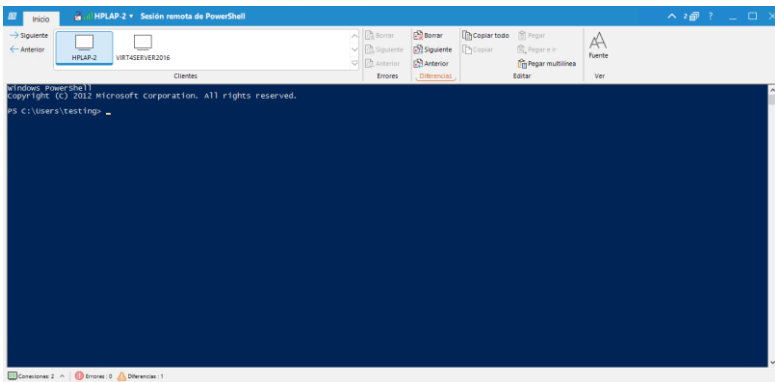 Inicio
HPLAP-2 Sesión remota de PowerShell
2
?
Siguiente
Anterior
HPLAP-2
VIRT4SERVER2016
Clientes
Borrar
Siguiente
Anterior
Errores
Borrar
Siguiente
Anterior
Diferencias
Copiar todo
Copiar
Pegar
Pegar e ir
Pegar multilínea
Editar
Fuente
Ver
Windows PowerShell
Copyright (C) 2012 Microsoft Corporation. All rights reserved.
PS C:\Users\testing> _
Conexiones: 2 Errores : 0 Diferencias : 1